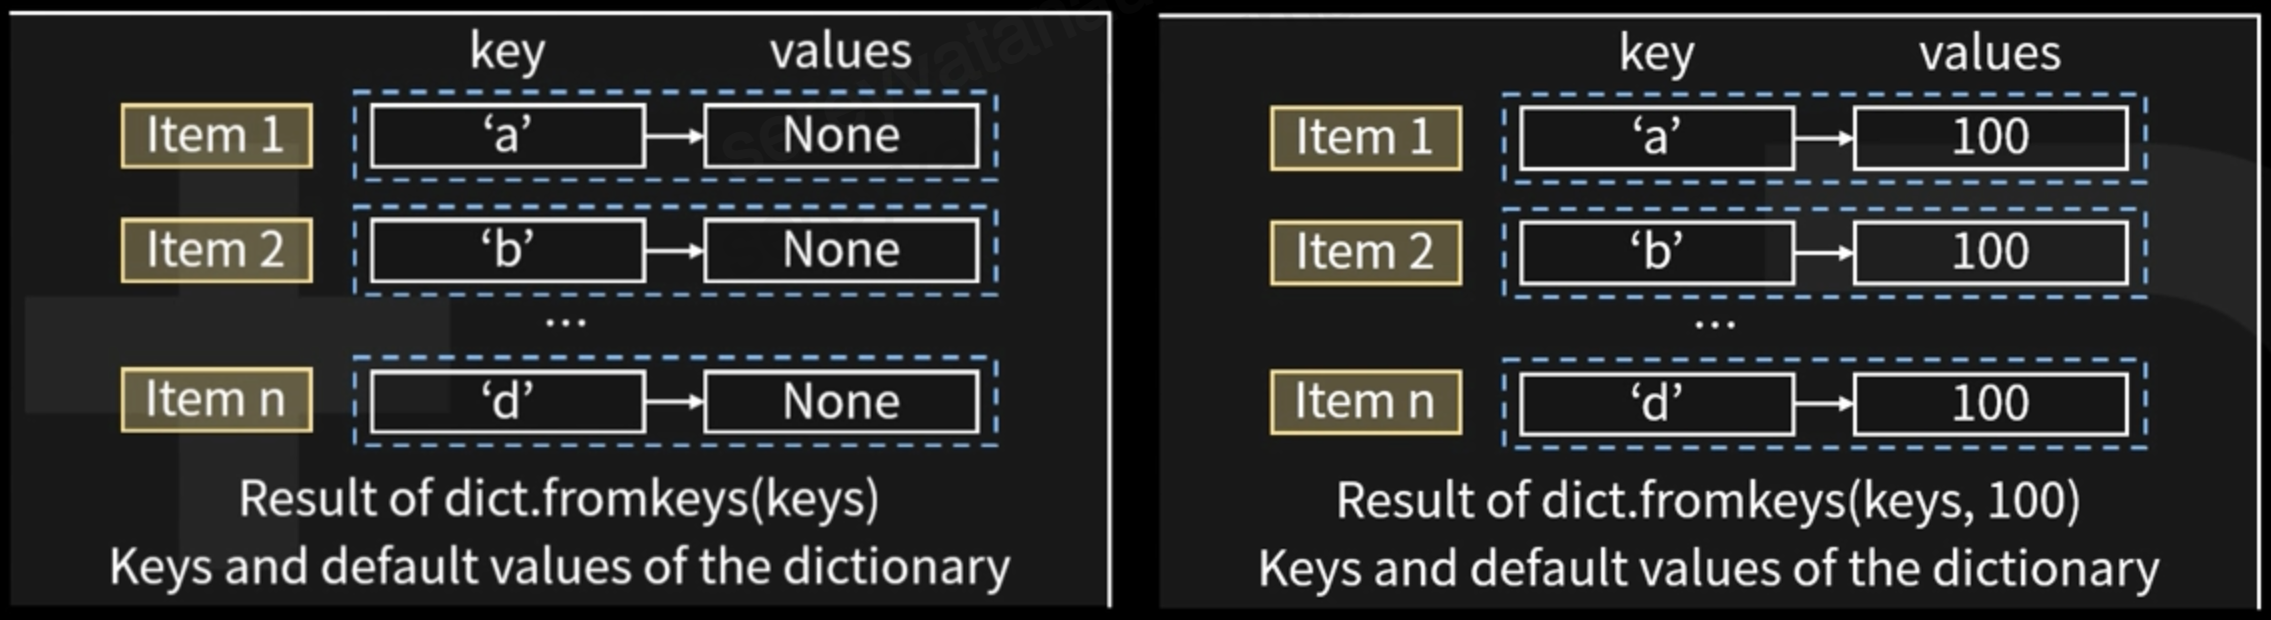 key values
Item 1 ‘a’ None
Item 2 ‘b’ None
...
Item n ‘d’ None
Result of dict.fromkeys(keys)
Keys and default values of the dictionary
key values
Item 1 ‘a’ 100
Item 2 ‘b’ 100
...
Item n ‘d’ 100
Result of dict.fromkeys(keys, 100)
Keys and default values of the dictionary